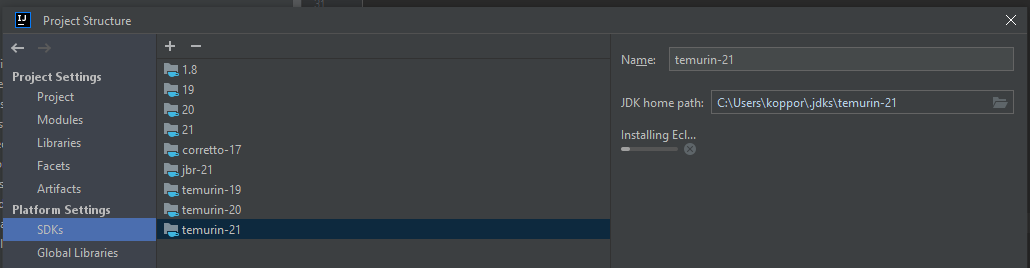 31
IJ
Project Structure
Project Settings
Project
Modules
Libraries
Facets
Artifacts
Platform Settings
SDKs
Global Libraries
1.8
19
20
21
corretto-17
jbr-21
temurin-19
temurin-20
temurin-21
Name: temurin-21
JDK home path: C:\Users\koppor\.jdks\temurin-21
Installing Ecl...